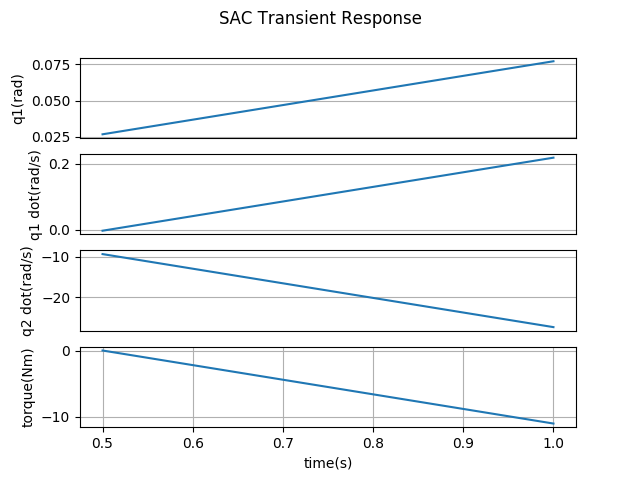 SAC Transient Response
q1(rad)
0.075
0.050
0.025
q1 dot(rad/s)
0.2
0.0
q2 dot(rad/s)
−10
−20
torque(Nm)
0
−10
0.5 0.6 0.7 0.8 0.9 1.0
time(s)